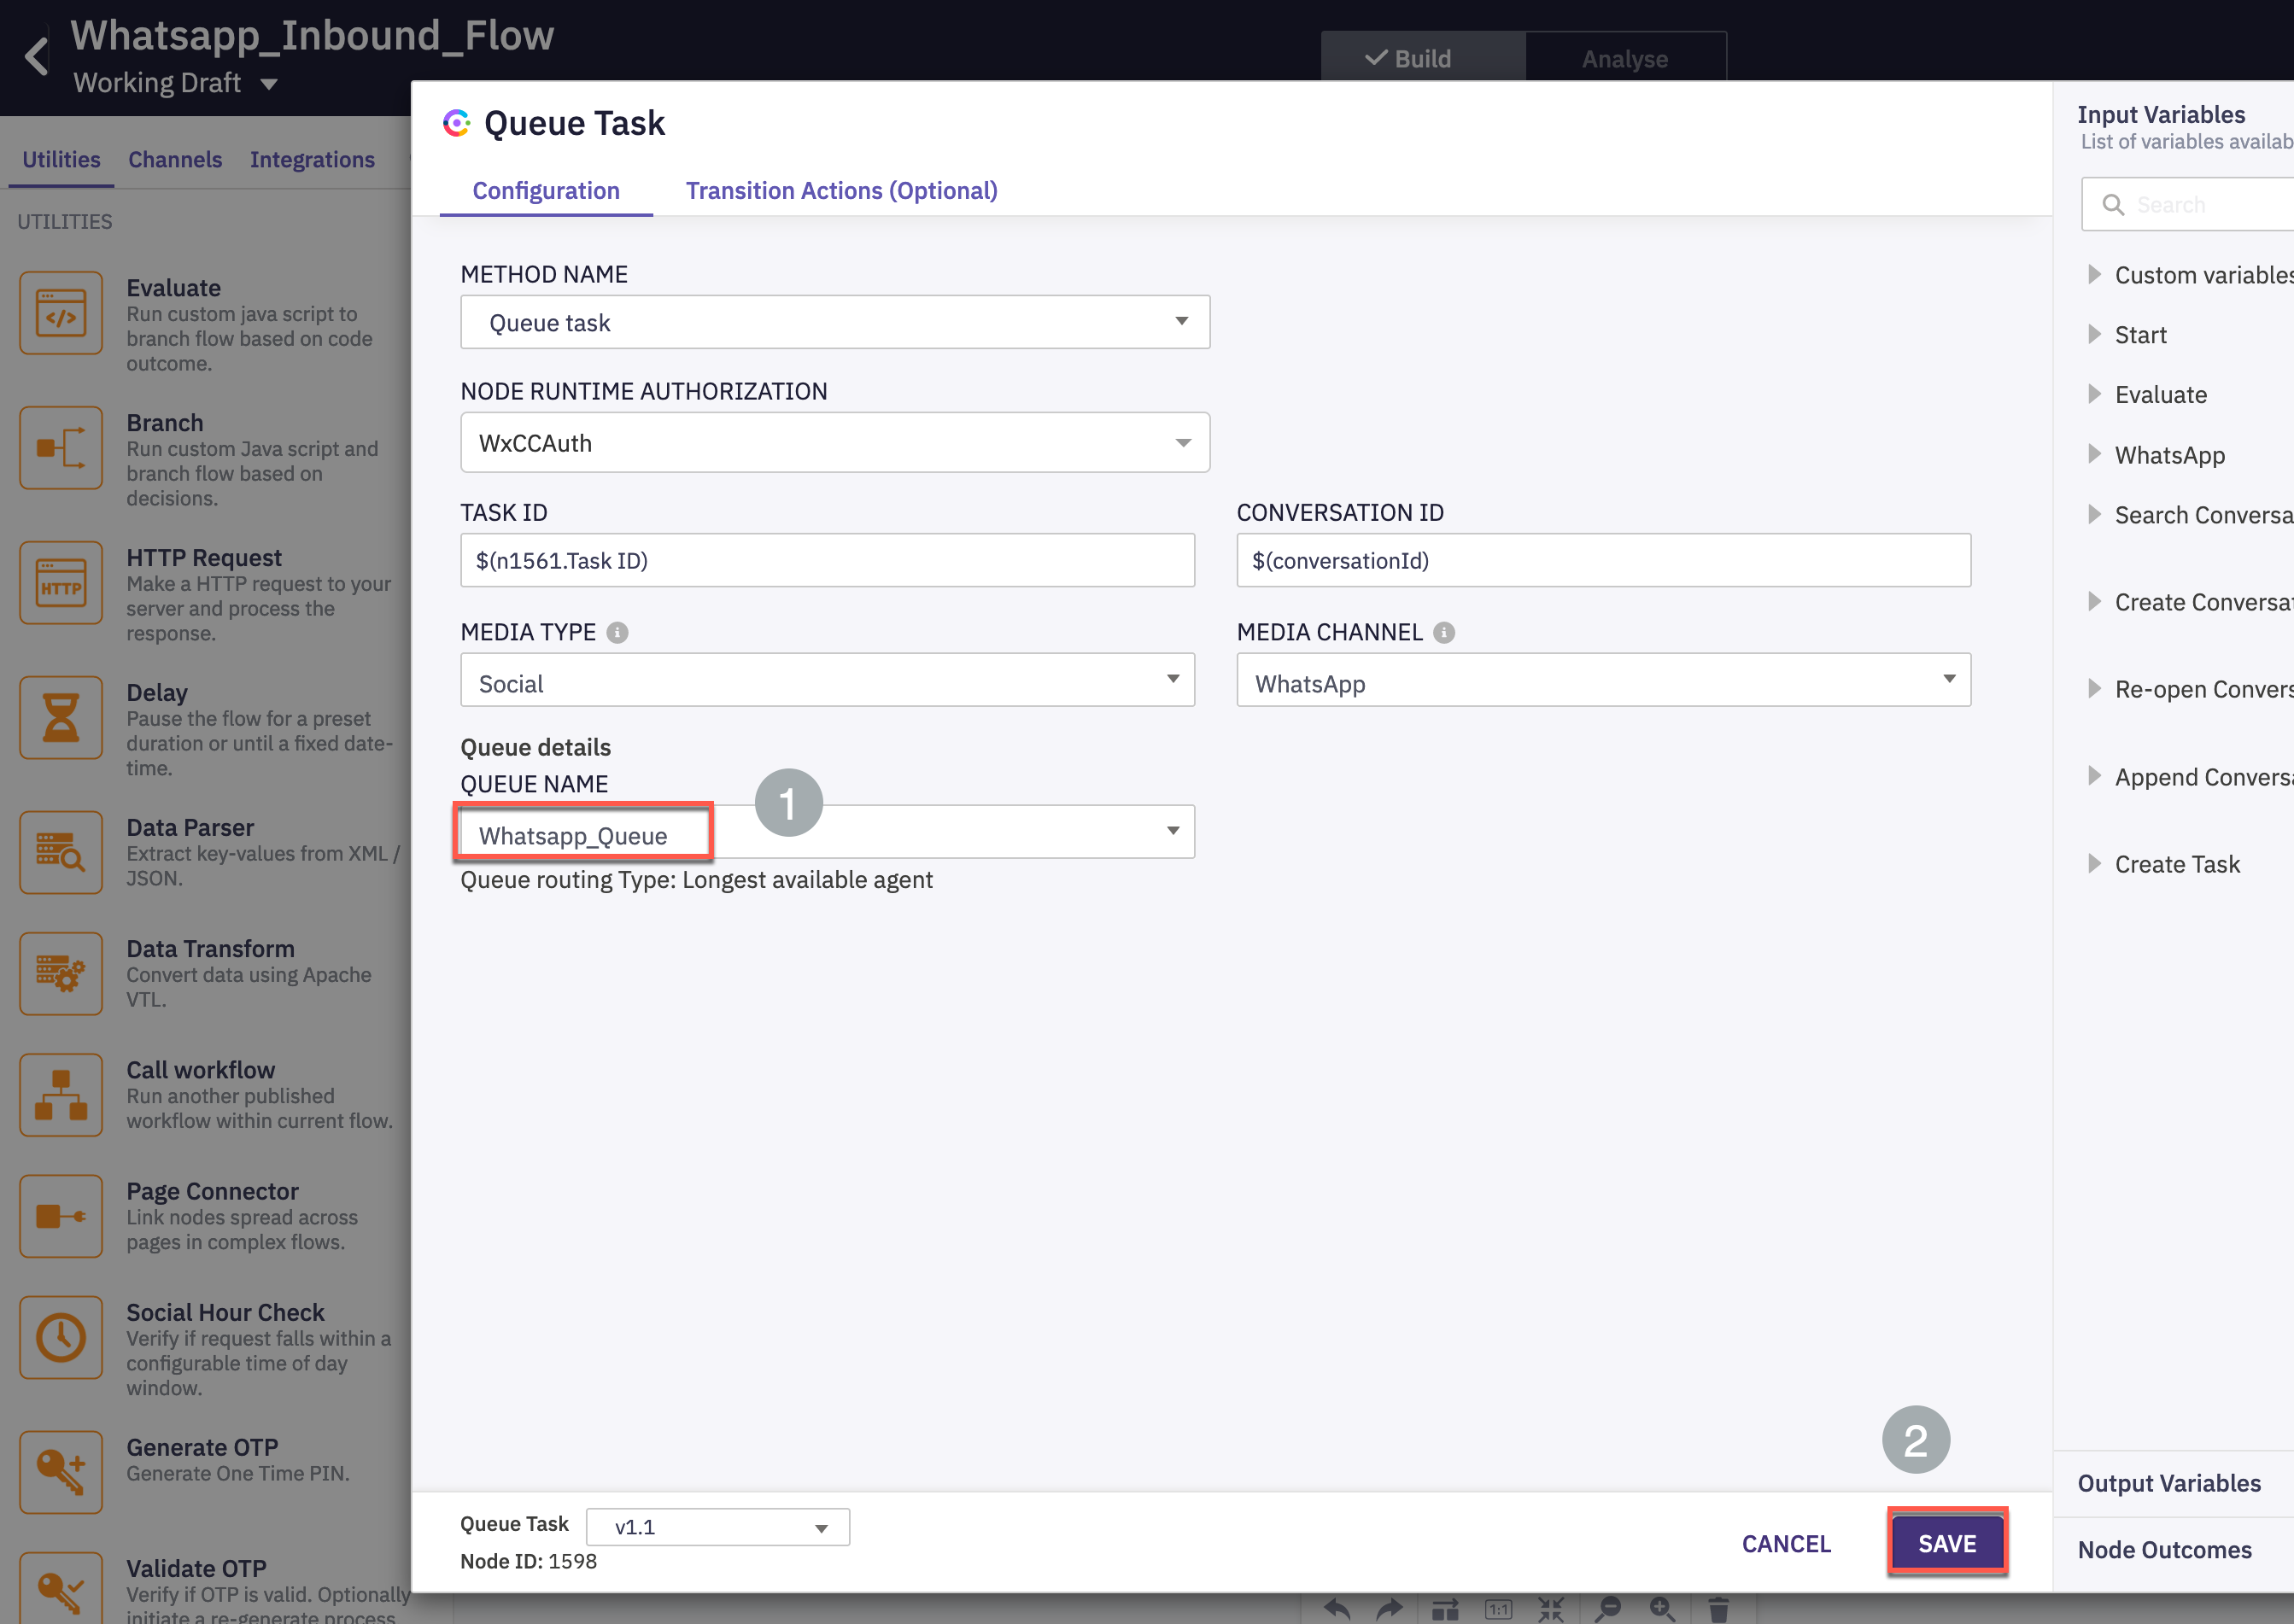 Whatsapp_Inbound_Flow
Working Draft
Build
Analyse
Utilities
Channels
Integrations
UTILITIES
Evaluate
Run custom java script to
branch flow based on code
outcome.
Branch
Run custom Java script and
branch flow based on
decisions.
HTTP
HTTP Request
Make a HTTP request to your
server and process the
response.
Delay
Pause the flow for a preset
duration or until a fixed date-
time.
Data Parser
Extract key-values from XML /
JSON.
Data Transform
Convert data using Apache
VTL.
Call workflow
Run another published
workflow within current flow.
Page Connector
Link nodes spread across
pages in complex flows.
Social Hour Check
Verify if request falls within a
configurable time of day
window.
Generate OTP
Generate One Time PIN.
Validate OTP
Verify if OTP is valid. Optionally
initiate a re-generate process
Queue Task
Configuration
Transition Actions (Optional)
METHOD NAME
Queue task
NODE RUNTIME AUTHORIZATION
WxCCAuth
TASK ID
$(n1561.Task ID)
CONVERSATION ID
$(conversationId)
MEDIA TYPE
Social
MEDIA CHANNEL
WhatsApp
Queue details
QUEUE NAME
1
Whatsapp_Queue
Queue routing Type: Longest available agent
2
Queue Task
v1.1
Node ID: 1598
CANCEL
SAVE
1:1
Input Variables
List of variables availab
Search
Custom variables
Start
Evaluate
WhatsApp
Search Conversa
Create Conversat
Re-open Convers
Append Conversa
Create Task
Output Variables
Node Outcomes